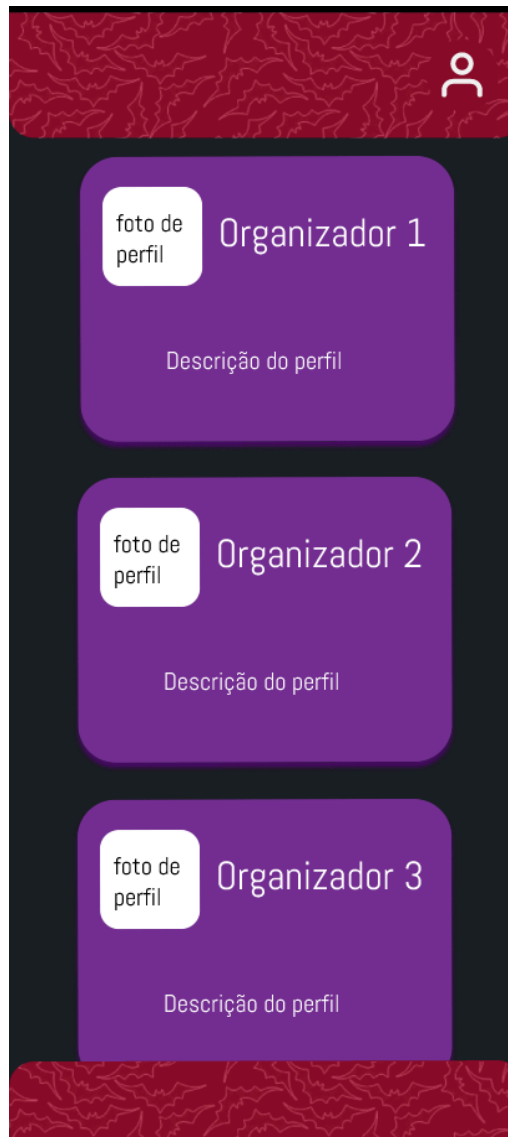 foto de
perfil
Organizador 1
Descrição do perfil
foto de
perfil
Organizador 2
Descrição do perfil
foto de
perfil
Organizador 3
Descrição do perfil